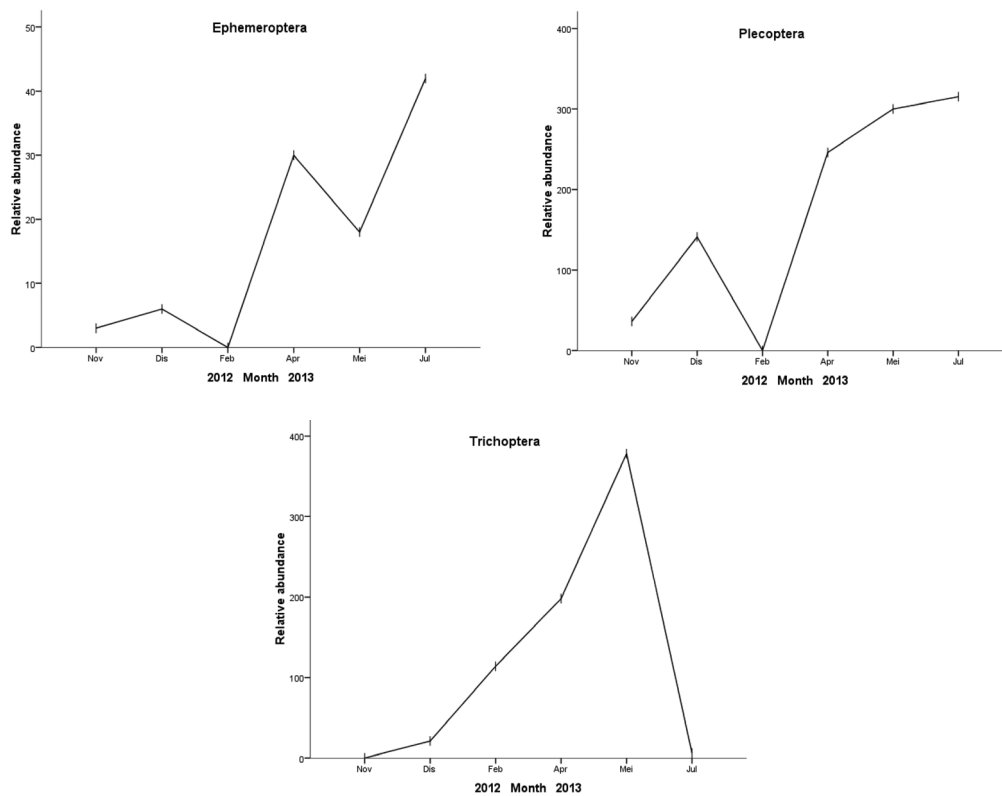 Ephemeroptera
Relative abundance
50
40
30
20
10
0
Nov Dis Feb Apr Mei Jul
2012 Month 2013
Plecoptera
Relative abundance
400
300
200
100
0
Nov Dis Feb Apr Mei Jul
2012 Month 2013
Trichoptera
Relative abundance
400
300
200
100
0
Nov Dis Feb Apr Mei Jul
2012 Month 2013